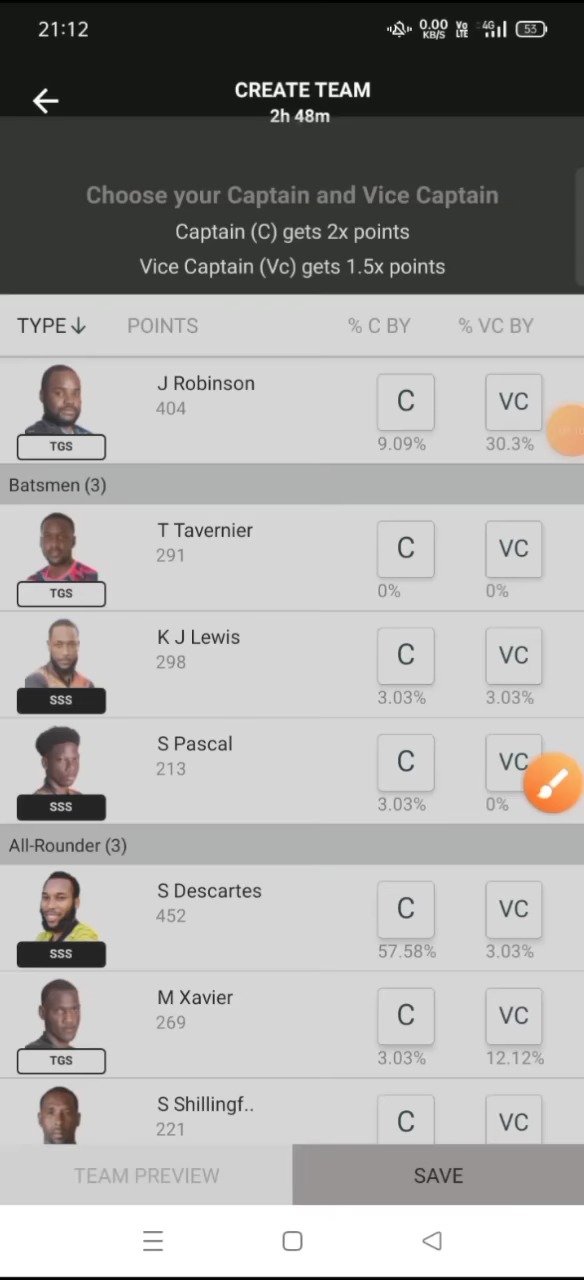 21:12
0.00 KB/S Vo LTE 4G 53
CREATE TEAM
2h 48m
Choose your Captain and Vice Captain
Captain (C) gets 2x points
Vice Captain (Vc) gets 1.5x points
TYPE↓ POINTS % C BY % VC BY
J Robinson
404
C VC
TGS
9.09% 30.3%
Batsmen (3)
T Tavernier
291
C VC
TGS
0% 0%
K J Lewis
298
C VC
SSS
3.03% 3.03%
S Pascal
213
C VC
SSS
3.03% 0%
All-Rounder (3)
S Descartes
452
C VC
SSS
57.58% 3.03%
M Xavier
269
C VC
TGS
3.03% 12.12%
S Shillingf..
221
C VC
TEAM PREVIEW SAVE